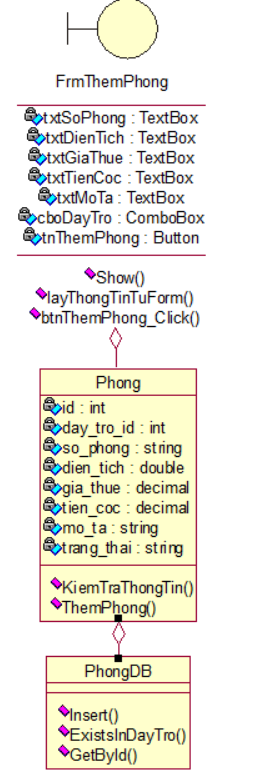 FrmThemPhong
txtSoPhong : TextBox
txtDienTich : TextBox
txtGiaThue : TextBox
txtTienCoc : TextBox
txtMoTa : TextBox
cboDayTro : ComboBox
tnThemPhong : Button
Show()
layThongTinTuForm()
btnThemPhong_Click()
Phong
id : int
day_tro_id : int
so_phong : string
dien_tich : double
gia_thue : decimal
tien_coc : decimal
mo_ta : string
trang_thai : string
KiemTraThongTin()
ThemPhong()
PhongDB
Insert()
ExistsInDayTro()
GetById()